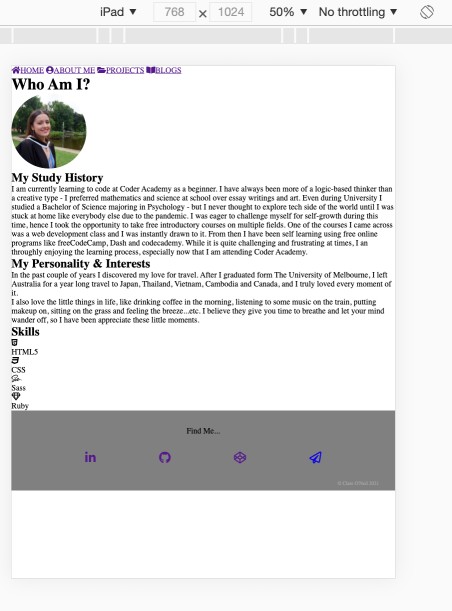 iPad ▼ 768 x 1024 50% ▼ No throttling ▼
HOME ABOUT ME PROJECTS BLOGS
Who Am I?
My Study History
I am currently learning to code at Coder Academy as a beginner. I have always been more of a logic-based thinker than
a creative type - I preferred mathematics and science at school over essay writings and art. Even during University I
studied a Bachelor of Science majoring in Psychology - but I never thought to explore tech side of the world until I was
stuck at home like everybody else due to the pandemic. I was eager to challenge myself for self-growth during this
time, hence I took the opportunity to take free introductory courses on multiple fields. One of the courses I came across
was a web development class and I was instantly drawn to it. From then I have been self learning using free online
programs like freeCodeCamp, Dash and codecademy. While it is quite challenging and frustrating at times, I am
throughly enjoying the learning process, especially now that I am attending Coder Academy.
My Personality & Interests
In the past couple of years I discovered my love for travel. After I graduated form The University of Melbourne, I left
Australia for a year long travel to Japan, Thailand, Vietnam, Cambodia and Canada, and I truly loved every moment of
it.
I also love the little things in life, like drinking coffee in the morning, listening to some music on the train, putting
makeup on, sitting on the grass and feeling the breeze...etc. I believe they give you time to breathe and let your mind
wander off, so I have been appreciate these little moments.
Skills
HTML5
CSS
Sass
Ruby
Find Me...